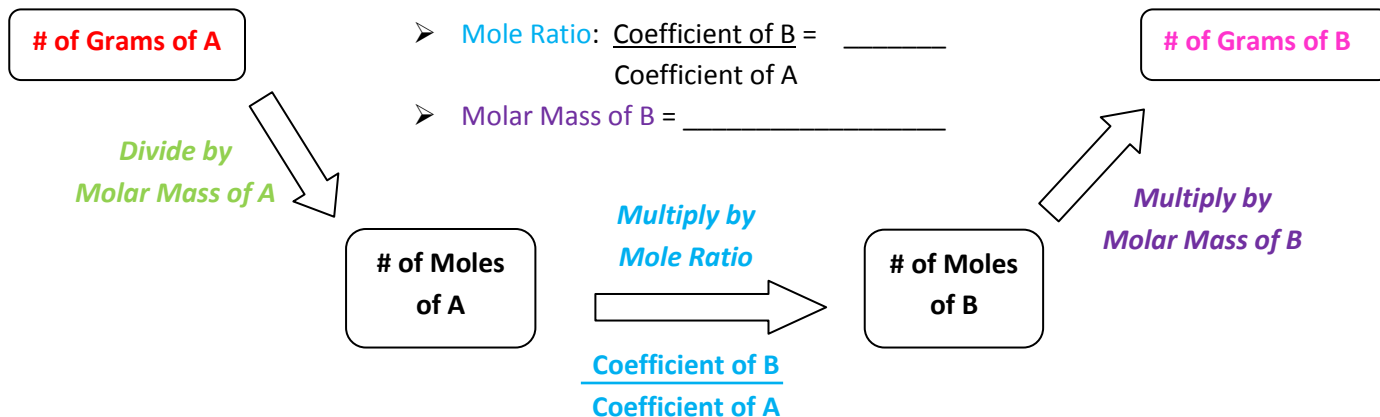 # of Grams of A
➢ Mole Ratio: Coefficient of B = _______
Coefficient of A
➢ Molar Mass of B = ___________________
# of Grams of B
Divide by
Molar Mass of A
# of Moles
of A
Multiply by
Mole Ratio
Coefficient of B
Coefficient of A
# of Moles
of B
Multiply by
Molar Mass of B